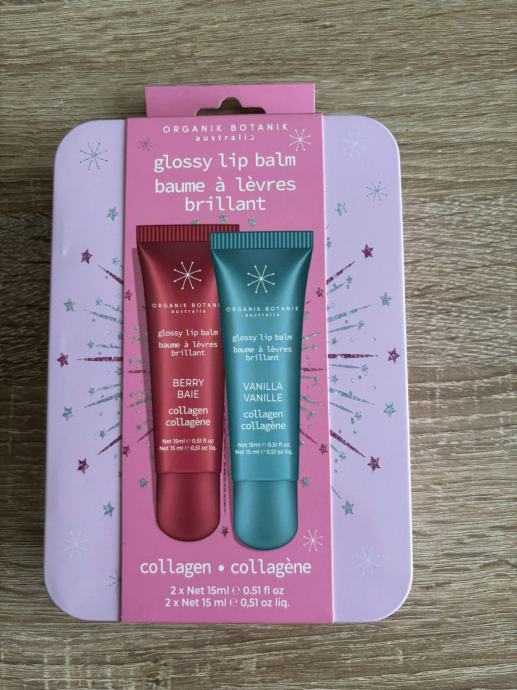 ORGANIK BOTANIK
australia
glossy lip balm
baume à lèvres
brillant
ORGANIK BOTANIK
australia
glossy lip balm
baume à lèvres
brillant
BERRY
BAIE
collagen
collagène
Net 15ml ℮ 0.51 fl oz
Net 15 ml ℮ 0,51 oz liq.
ORGANIK BOTANIK
australia
glossy lip balm
baume à lèvres
brillant
VANILLA
VANILLE
collagen
collagène
Net 15ml ℮ 0.51 fl oz
Net 15 ml ℮ 0,51 oz liq.
collagen • collagène
2 x Net 15ml ℮ 0.51 fl oz
2 x Net 15 ml ℮ 0,51 oz liq.